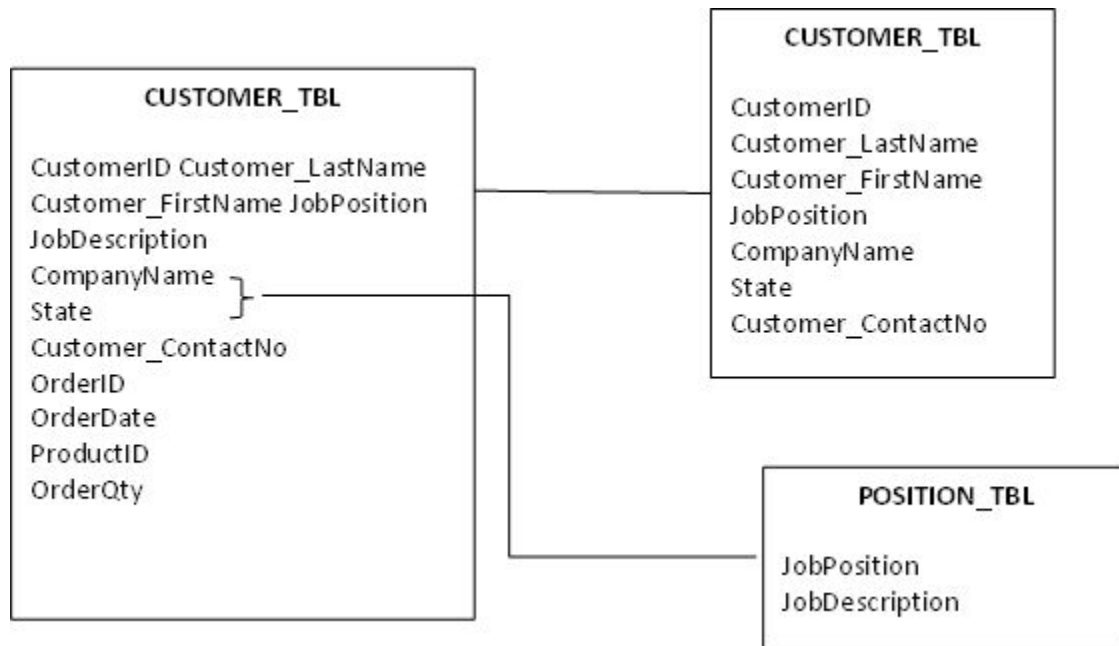 CUSTOMER_TBL
CustomerID Customer_LastName
Customer_FirstName JobPosition
JobDescription
CompanyName
State
Customer_ContactNo
OrderID
OrderDate
ProductID
OrderQty
CUSTOMER_TBL
CustomerID
Customer_LastName
Customer_FirstName
JobPosition
CompanyName
State
Customer_ContactNo
POSITION_TBL
JobPosition
JobDescription